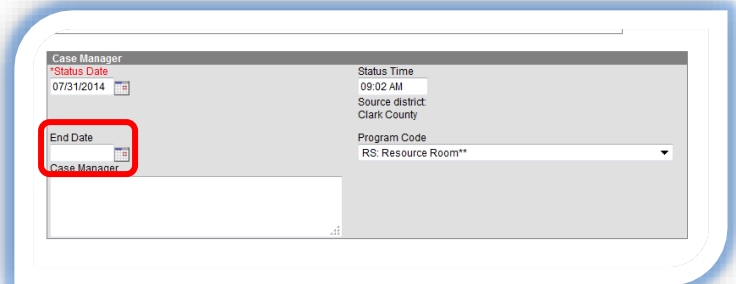 Case Manager
*Status Date
Status Time
07/31/2014
09:02 AM
Source district:
Clark County
End Date
Program Code
RS: Resource Room**
Case Manager